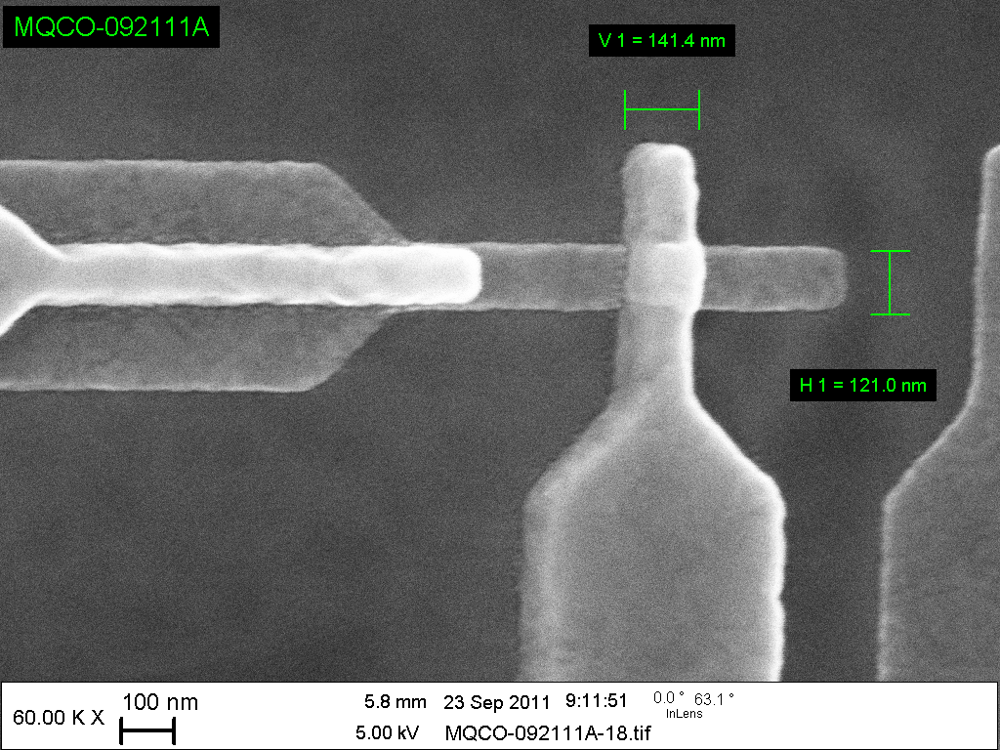 MQCO-092111A
V 1 = 141.4 nm
H 1 = 121.0 nm
60.00 K X
100 nm
5.8 mm 23 Sep 2011 9:11:51 0.0 ° 63.1 °
InLens
5.00 kV MQCO-092111A-18.tif